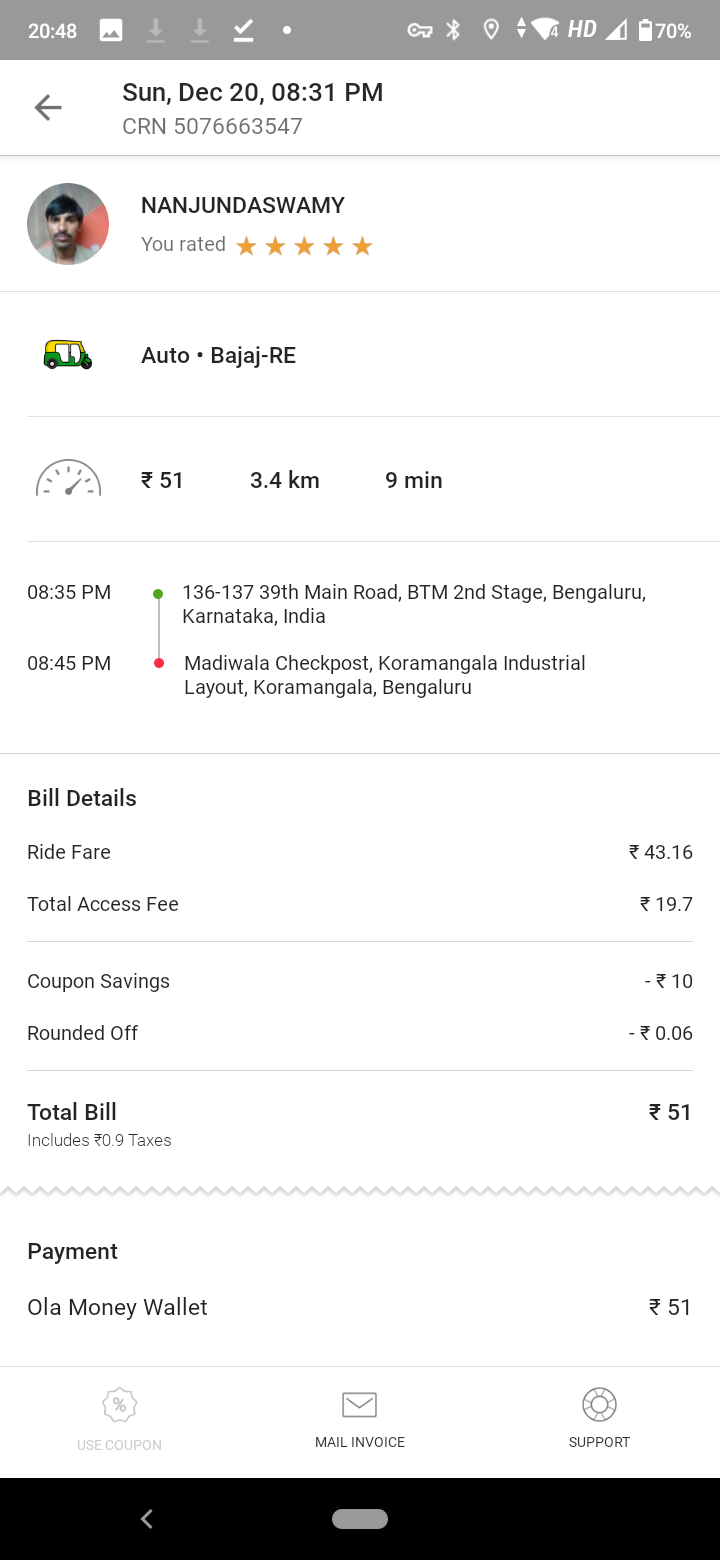 20:48 4 HD 70%
Sun, Dec 20, 08:31 PM
CRN 5076663547
NANJUNDASWAMY
You rated
Auto • Bajaj-RE
₹ 51 3.4 km 9 min
08:35 PM 136-137 39th Main Road, BTM 2nd Stage, Bengaluru,
Karnataka, India
08:45 PM Madiwala Checkpost, Koramangala Industrial
Layout, Koramangala, Bengaluru
Bill Details
Ride Fare ₹ 43.16
Total Access Fee ₹ 19.7
Coupon Savings - ₹ 10
Rounded Off - ₹ 0.06
Total Bill ₹ 51
Includes ₹0.9 Taxes
Payment
Ola Money Wallet ₹ 51
%
USE COUPON MAIL INVOICE SUPPORT